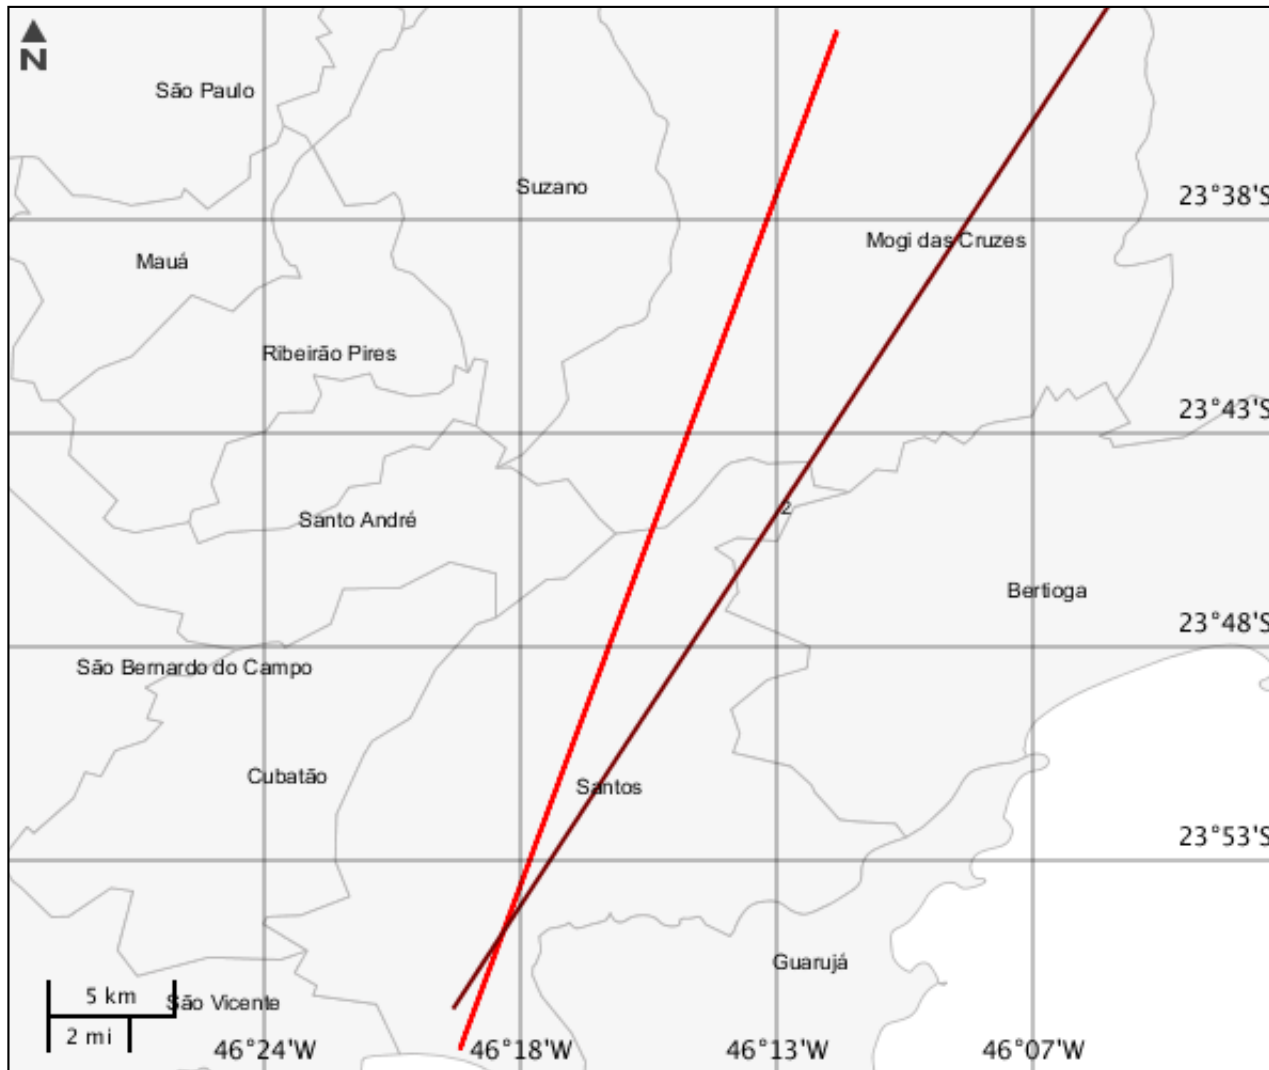 N
São Paulo
Suzano
23°38'S
Mogi das Cruzes
Mauá
Ribeirão Pires
23°43'S
2
Santo André
Bertioga
23°48'S
São Bernardo do Campo
Cubatão
Santos
23°53'S
Guarujá
5 km
São Vicente
2 mi
46°24'W
46°18'W
46°13'W
46°07'W